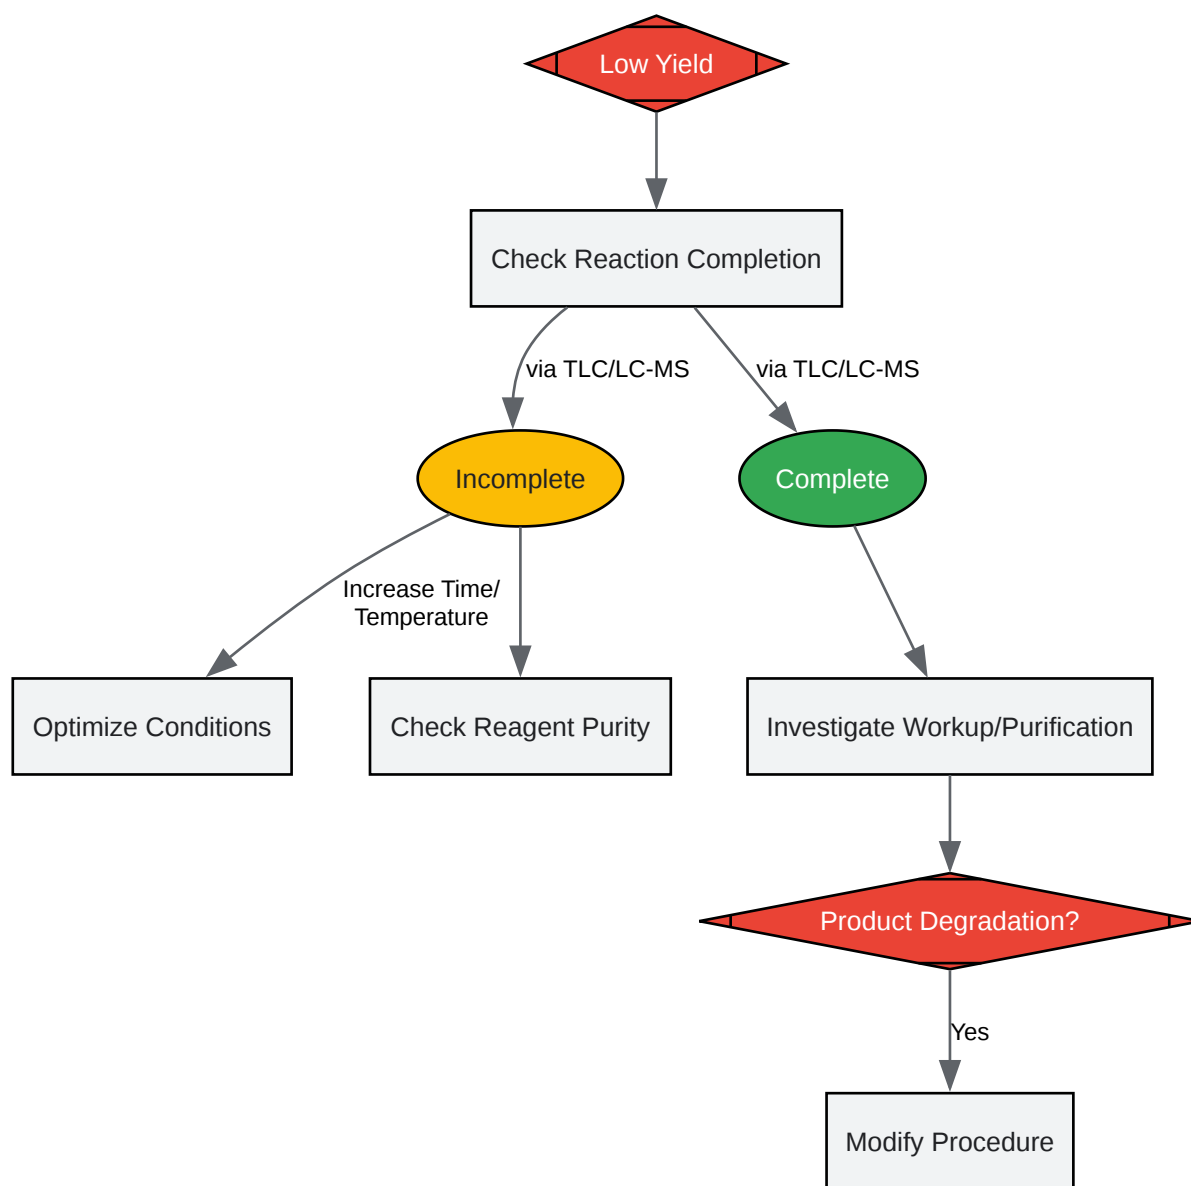 Low Yield
Check Reaction Completion
via TLC/LC-MS
via TLC/LC-MS
Incomplete
Complete
Increase Time/
Temperature
Optimize Conditions
Check Reagent Purity
Investigate Workup/Purification
Product Degradation?
Yes
Modify Procedure